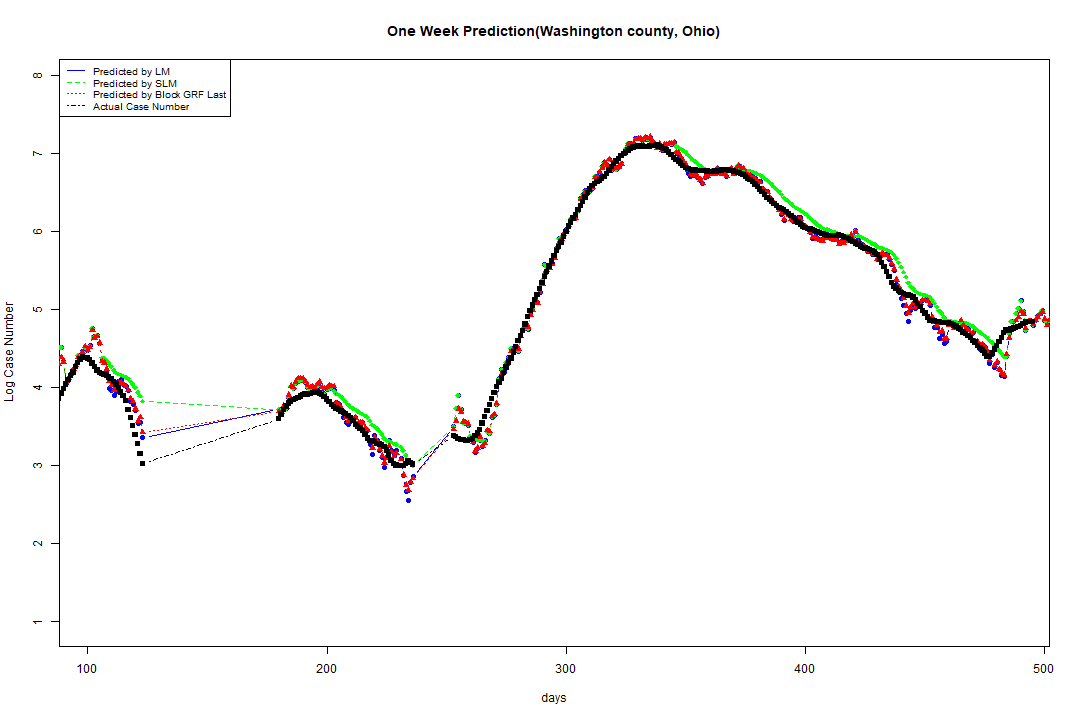 One Week Prediction(Washington county, Ohio)
Predicted by LM
Predicted by SLM
Predicted by Block GRF Last
Actual Case Number
8
7
6
5
4
3
2
1
Log Case Number
100 200 300 400 500
days